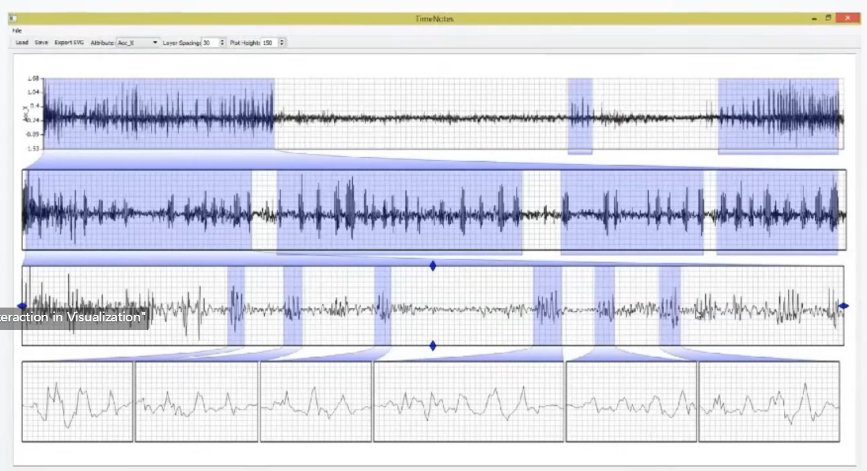 TimeNotes
File
Load Save Export SVG Attribute: Acc_X Layer Spacing: 30 Plot Height: 150
1.68
1.04
0.4
-0.24
-0.89
-1.53
Acc_X
teraction in Visualization"